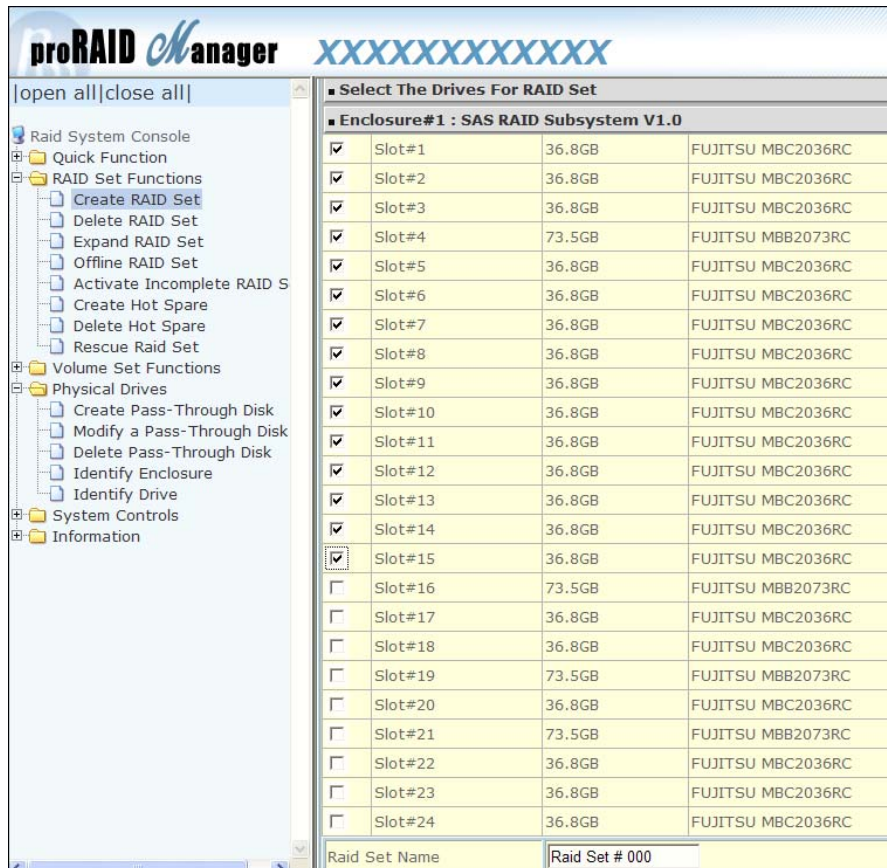 proRAID Manager XXXXXXXXXXXXX
|open all|close all|
Raid System Console
Quick Function
RAID Set Functions
Create RAID Set
Delete RAID Set
Expand RAID Set
Offline RAID Set
Activate Incomplete RAID S
Create Hot Spare
Delete Hot Spare
Rescue Raid Set
Volume Set Functions
Physical Drives
Create Pass-Through Disk
Modify a Pass-Through Disk
Delete Pass-Through Disk
Identify Enclosure
Identify Drive
System Controls
Information
Select The Drives For RAID Set
Enclosure#1 : SAS RAID Subsystem V1.0
Slot#1 36.8GB FUJITSU MBC2036RC
Slot#2 36.8GB FUJITSU MBC2036RC
Slot#3 36.8GB FUJITSU MBC2036RC
Slot#4 73.5GB FUJITSU MBB2073RC
Slot#5 36.8GB FUJITSU MBC2036RC
Slot#6 36.8GB FUJITSU MBC2036RC
Slot#7 36.8GB FUJITSU MBC2036RC
Slot#8 36.8GB FUJITSU MBC2036RC
Slot#9 36.8GB FUJITSU MBC2036RC
Slot#10 36.8GB FUJITSU MBC2036RC
Slot#11 36.8GB FUJITSU MBC2036RC
Slot#12 36.8GB FUJITSU MBC2036RC
Slot#13 36.8GB FUJITSU MBC2036RC
Slot#14 36.8GB FUJITSU MBC2036RC
Slot#15 36.8GB FUJITSU MBC2036RC
Slot#16 73.5GB FUJITSU MBB2073RC
Slot#17 36.8GB FUJITSU MBC2036RC
Slot#18 36.8GB FUJITSU MBC2036RC
Slot#19 73.5GB FUJITSU MBB2073RC
Slot#20 36.8GB FUJITSU MBC2036RC
Slot#21 73.5GB FUJITSU MBB2073RC
Slot#22 36.8GB FUJITSU MBC2036RC
Slot#23 36.8GB FUJITSU MBC2036RC
Slot#24 36.8GB FUJITSU MBC2036RC
Raid Set Name Raid Set # 000